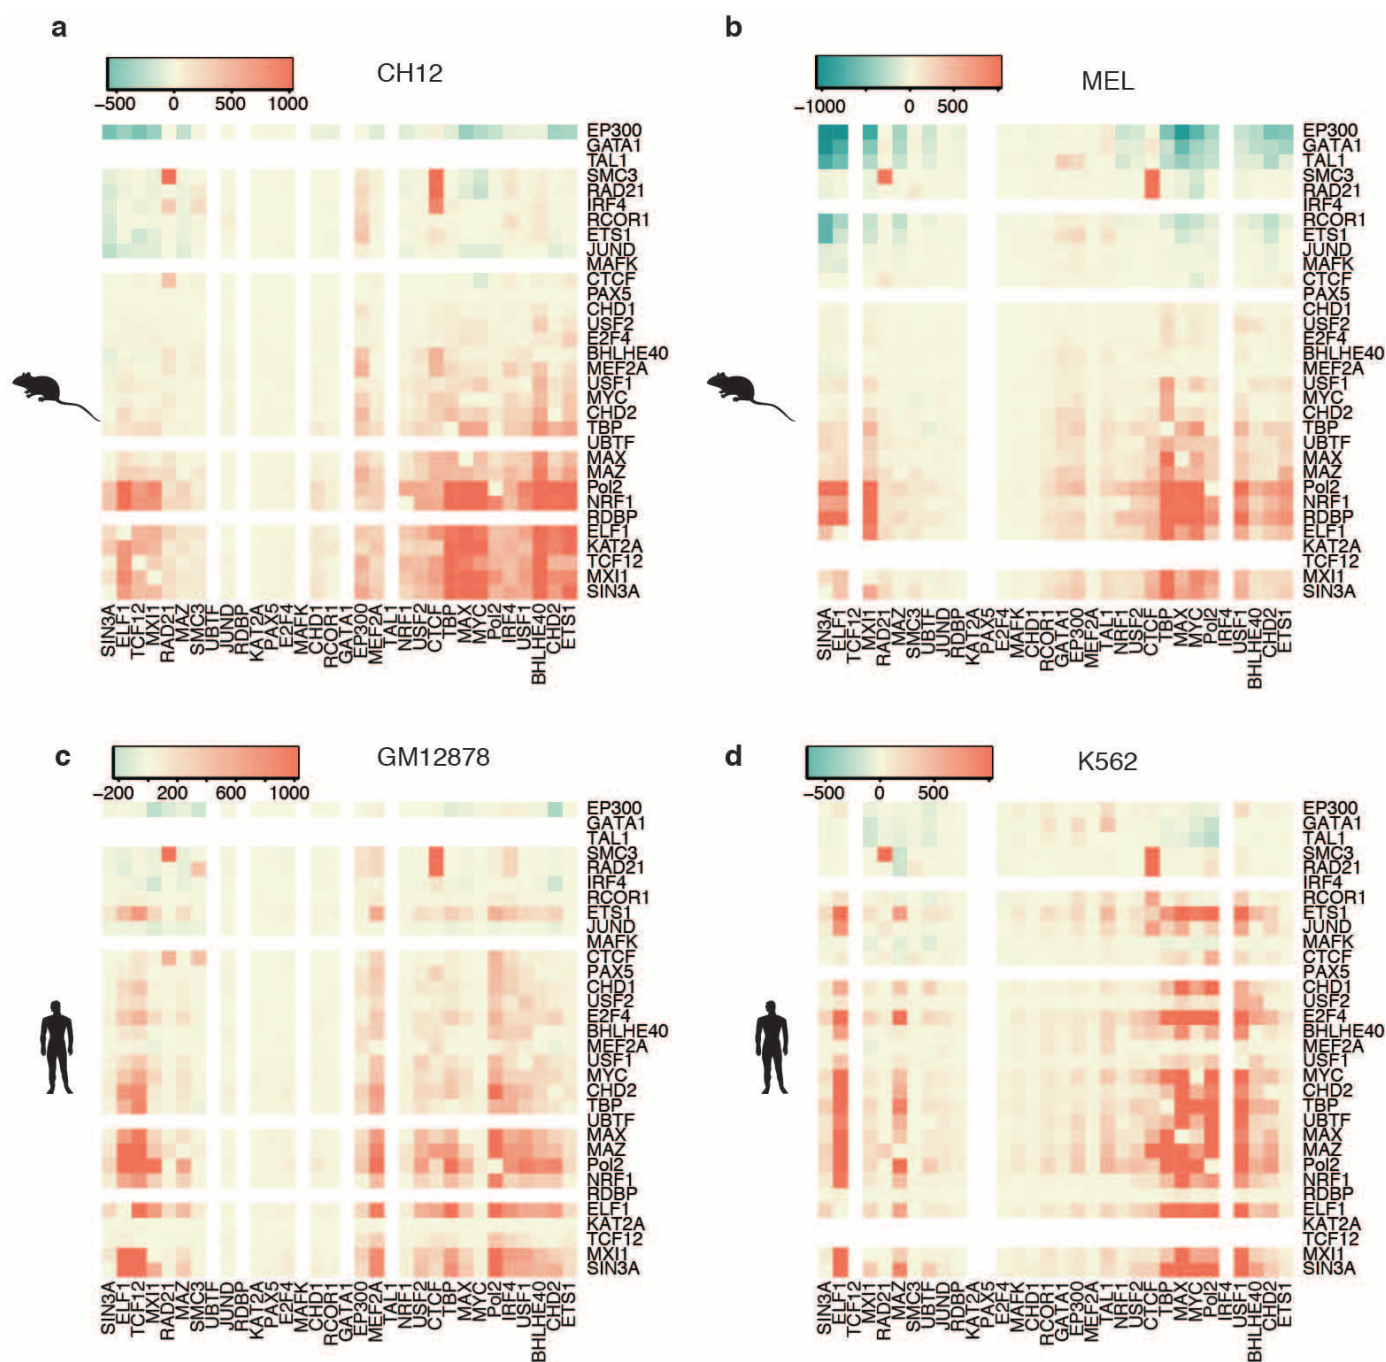 a
CH12
−500 0 500 1000
EP300
GATA1
TAL1
SMC3
RAD21
IRF4
RCOR1
ETS1
JUND
MAFK
CTCF
PAX5
CHD1
USF2
E2F4
BHLHE40
MEF2A
USF1
MYC
CHD2
TBP
UBTF
MAX
MAZ
Pol2
NRF1
RDBP
ELF1
KAT2A
TCF12
MXI1
SIN3A
SIN3A
ELF1
TCF12
MXI1
RAD21
MAZ
SMC3
UBTF
JUND
RDBP
KAT2A
PAX5
E2F4
MAFK
CHD1
RCOR1
GATA1
EP300
MEF2A
TAL1
NRF1
USF2
CTCF
TBP
MAX
MYC
Pol2
IRF4
USF1
BHLHE40
CHD2
ETS1
b
MEL
−1000 0 500
EP300
GATA1
TAL1
SMC3
RAD21
IRF4
RCOR1
ETS1
JUND
MAFK
CTCF
PAX5
CHD1
USF2
E2F4
BHLHE40
MEF2A
USF1
MYC
CHD2
TBP
UBTF
MAX
MAZ
Pol2
NRF1
RDBP
ELF1
KAT2A
TCF12
MXI1
SIN3A
SIN3A
ELF1
TCF12
MXI1
RAD21
MAZ
SMC3
UBTF
JUND
RDBP
KAT2A
PAX5
E2F4
MAFK
CHD1
RCOR1
GATA1
EP300
MEF2A
TAL1
NRF1
USF2
CTCF
TBP
MAX
MYC
Pol2
IRF4
USF1
BHLHE40
CHD2
ETS1
c
GM12878
−200 200 600 1000
EP300
GATA1
TAL1
SMC3
RAD21
IRF4
RCOR1
ETS1
JUND
MAFK
CTCF
PAX5
CHD1
USF2
E2F4
BHLHE40
MEF2A
USF1
MYC
CHD2
TBP
UBTF
MAX
MAZ
Pol2
NRF1
RDBP
ELF1
KAT2A
TCF12
MXI1
SIN3A
SIN3A
ELF1
TCF12
MXI1
RAD21
MAZ
SMC3
UBTF
JUND
RDBP
KAT2A
PAX5
E2F4
MAFK
CHD1
RCOR1
GATA1
EP300
MEF2A
TAL1
NRF1
USF2
CTCF
TBP
MAX
MYC
Pol2
IRF4
USF1
BHLHE40
CHD2
ETS1
d
K562
−500 0 500
EP300
GATA1
TAL1
SMC3
RAD21
IRF4
RCOR1
ETS1
JUND
MAFK
CTCF
PAX5
CHD1
USF2
E2F4
BHLHE40
MEF2A
USF1
MYC
CHD2
TBP
UBTF
MAX
MAZ
Pol2
NRF1
RDBP
ELF1
KAT2A
TCF12
MXI1
SIN3A
SIN3A
ELF1
TCF12
MXI1
RAD21
MAZ
SMC3
UBTF
JUND
RDBP
KAT2A
PAX5
E2F4
MAFK
CHD1
RCOR1
GATA1
EP300
MEF2A
TAL1
NRF1
USF2
CTCF
TBP
MAX
MYC
Pol2
IRF4
USF1
BHLHE40
CHD2
ETS1